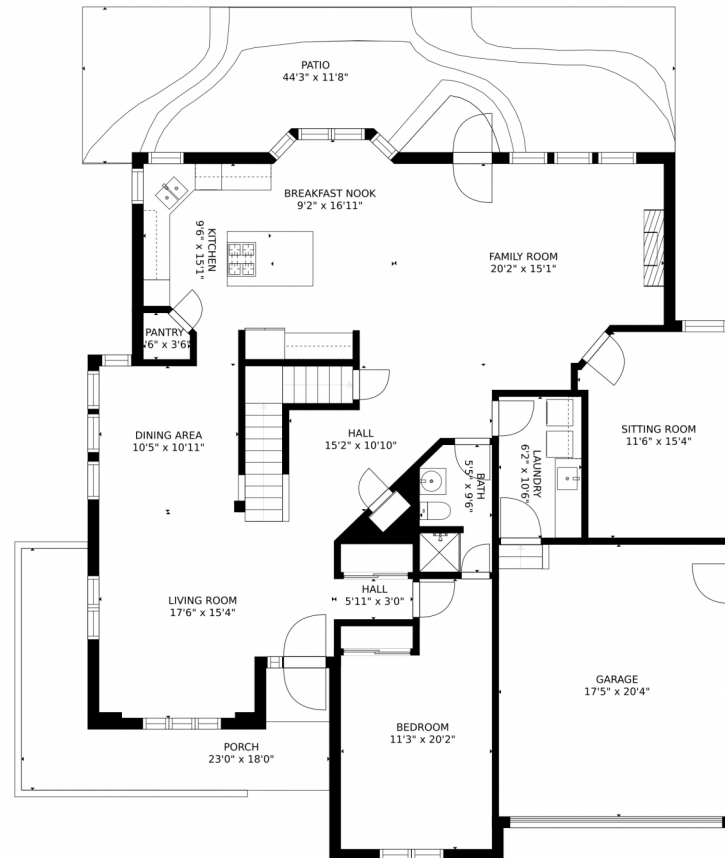 PATIO
44'3" x 11'8"
BREAKFAST NOOK
9'2" x 16'11"
KITCHEN
9'6" x 15'1"
FAMILY ROOM
20'2" x 15'1"
PANTRY
'6" x 3'6"
DINING AREA
10'5" x 10'11"
HALL
15'2" x 10'10"
BATH
5'5" x 9'6"
LAUNDRY
6'2" x 10'6"
SITTING ROOM
11'6" x 15'4"
LIVING ROOM
17'6" x 15'4"
HALL
5'11" x 3'0"
GARAGE
17'5" x 20'4"
BEDROOM
11'3" x 20'2"
PORCH
23'0" x 18'0"